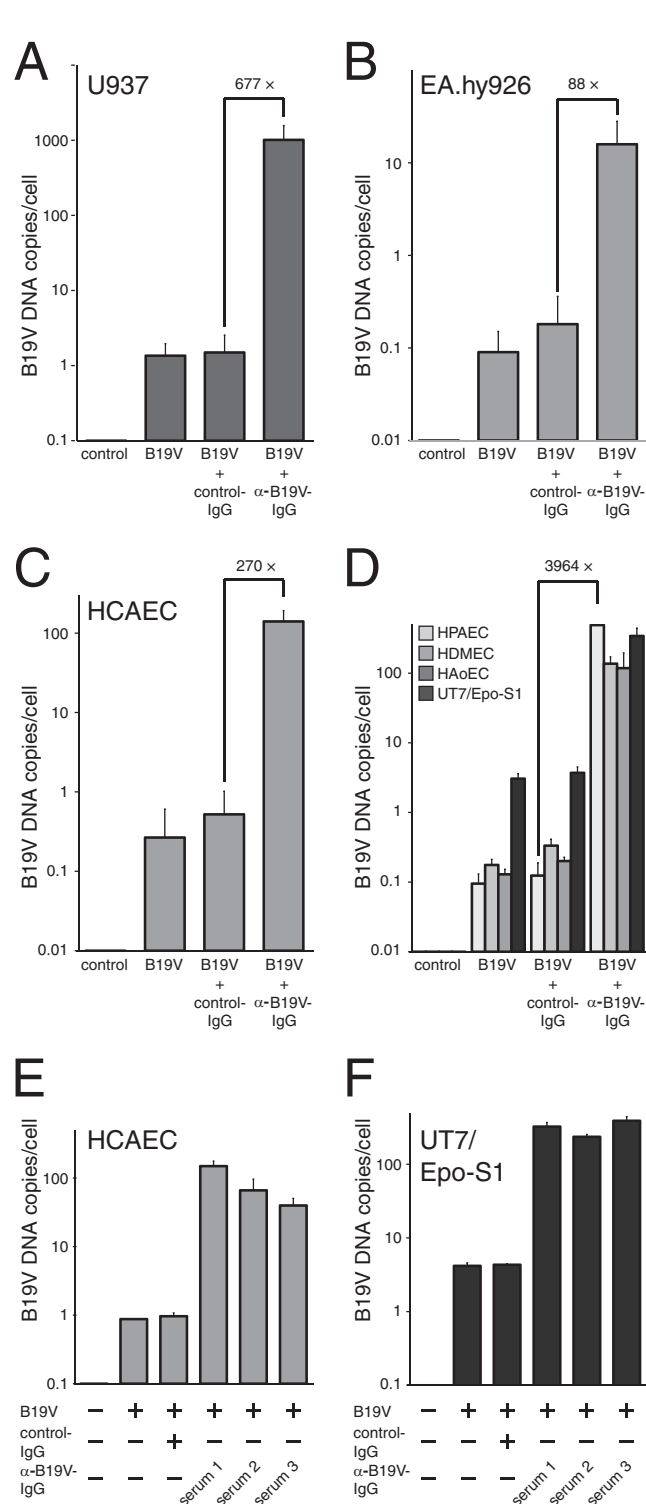 A
U937
677 ×
B19V DNA copies/cell
1000
100
10
1
0.1
control B19V B19V B19V
+ +
control- α-B19V-
IgG IgG
B
EA.hy926
88 ×
B19V DNA copies/cell
10
1
0.1
0.01
control B19V B19V B19V
+ +
control- α-B19V-
IgG IgG
C
HCAEC
270 ×
B19V DNA copies/cell
100
10
1
0.1
0.01
control B19V B19V B19V
+ +
control- α-B19V-
IgG IgG
D
3964 ×
HPAEC
HDMEC
HAoEC
UT7/Epo-S1
B19V DNA copies/cell
100
10
1
0.1
0.01
control B19V B19V B19V
+ +
control- α-B19V-
IgG IgG
E
HCAEC
B19V DNA copies/cell
100
10
1
0.1
B19V − + + + + +
control-
IgG − − + − − −
α-B19V-
IgG − − − serum 1 serum 2 serum 3
F
UT7/
Epo-S1
B19V DNA copies/cell
100
10
1
0.1
B19V − + + + + +
control-
IgG − − + − − −
α-B19V-
IgG − − − serum 1 serum 2 serum 3